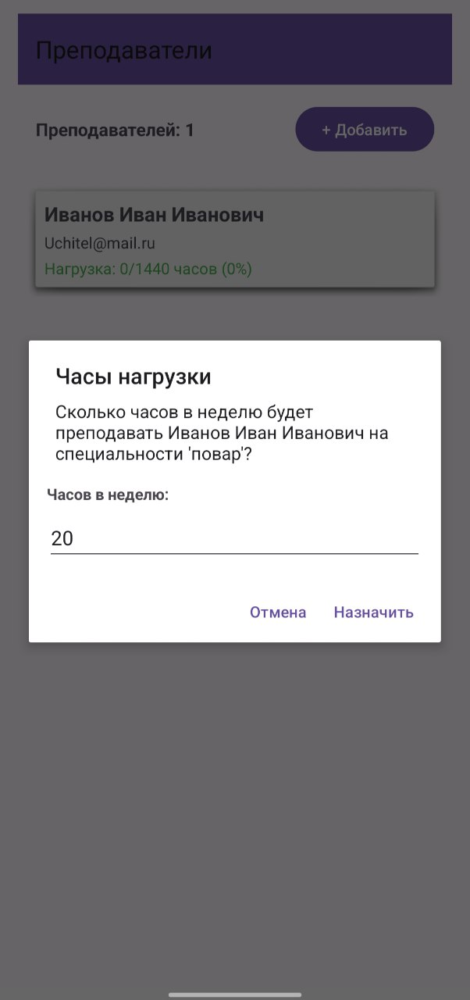 Преподаватели
Преподавателей: 1
+ Добавить
Иванов Иван Иванович
Uchitel@mail.ru
Нагрузка: 0/1440 часов (0%)
Часы нагрузки
Сколько часов в неделю будет
преподавать Иванов Иван Иванович на
специальности 'повар'?
Часов в неделю:
20
Отмена
Назначить